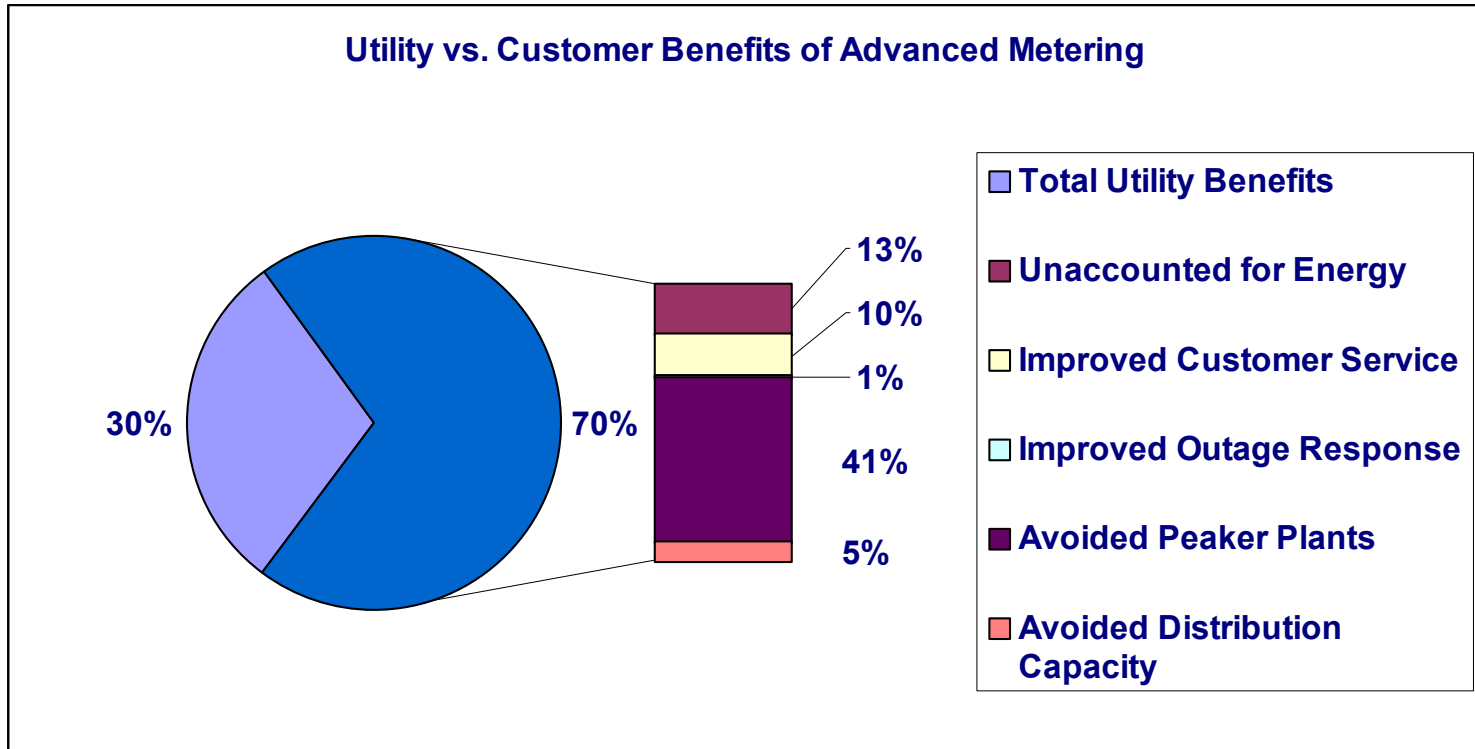 Utility vs. Customer Benefits of Advanced Metering
30%
70%
13%
10%
1%
41%
5%
Total Utility Benefits
Unaccounted for Energy
Improved Customer Service
Improved Outage Response
Avoided Peaker Plants
Avoided Distribution
Capacity